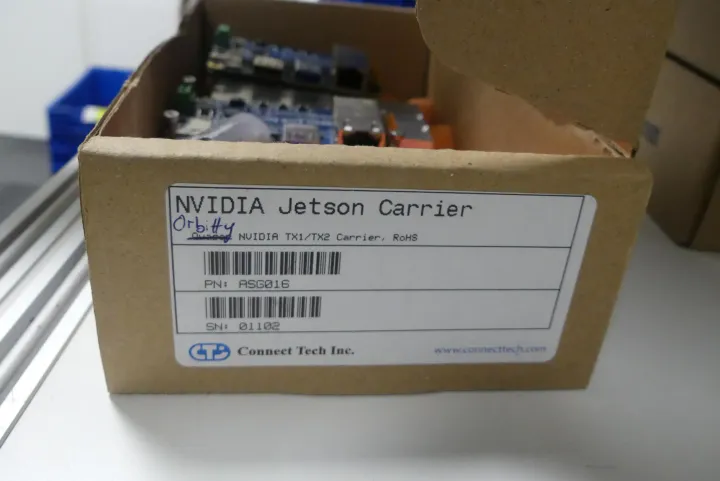 NVIDIA Jetson Carrier
Orbitty
NVIDIA TX1/TX2 Carrier, RoHS
PN: ASG016
SN: 01102
CTi Connect Tech Inc. www.connecttech.com